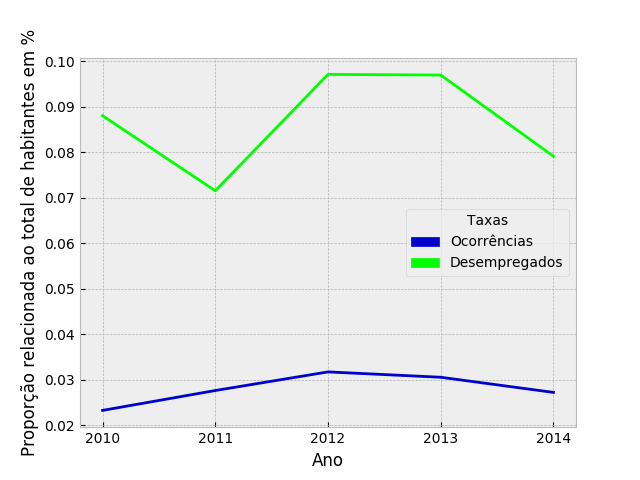 Proporção relacionada ao total de habitantes em %
0.10
0.09
0.08
0.07
0.06
0.05
0.04
0.03
0.02
Taxas
Ocorrências
Desempregados
2010 2011 2012 2013 2014
Ano